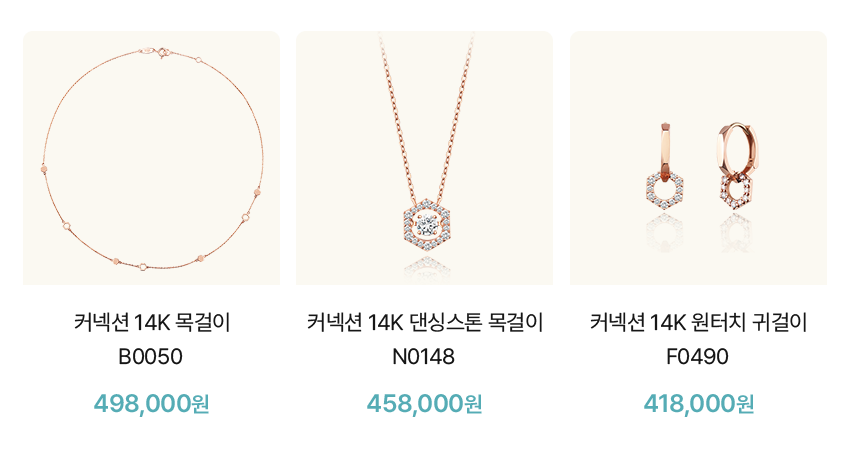 커넥션 14K 목걸이
B0050
498,000원
커넥션 14K 댄싱스톤 목걸이
N0148
458,000원
커넥션 14K 원터치 귀걸이
F0490
418,000원